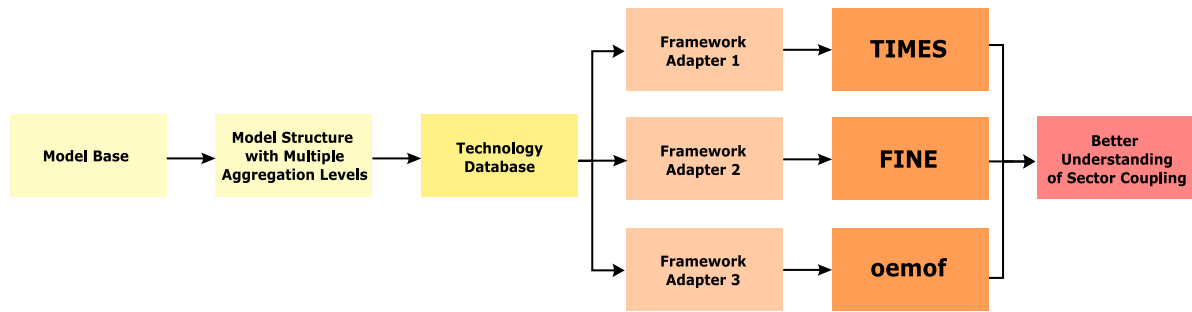 Model Base
Model Structure
with Multiple
Aggregation Levels
Technology
Database
Framework
Adapter 1
TIMES
Framework
Adapter 2
FINE
Framework
Adapter 3
oemof
Better
Understanding
of Sector Coupling